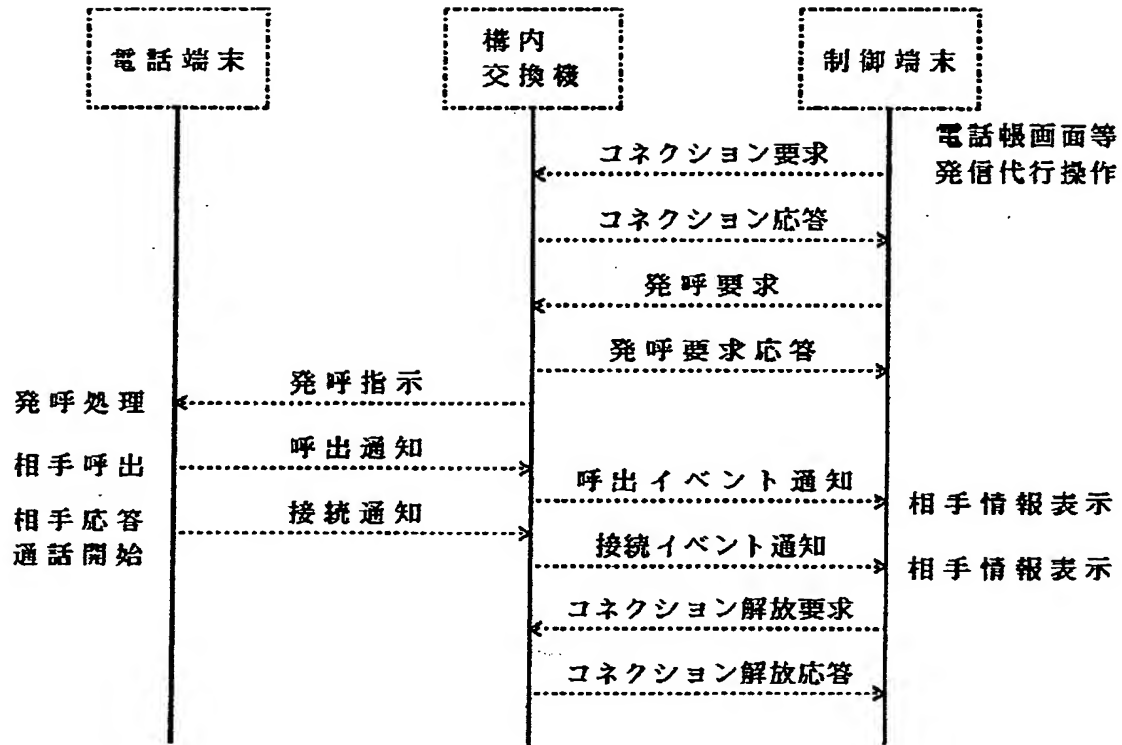 電話端末
構内
交換機
制御端末
電話帳画面等
発信代行操作
コネクション要求
コネクション応答
発呼要求
発呼要求応答
発呼指示
発呼処理
呼出通知
相手呼出
呼出イベント通知
相手情報表示
接続通知
相手応答
通話開始
接続イベント通知
相手情報表示
コネクション解放要求
コネクション解放応答